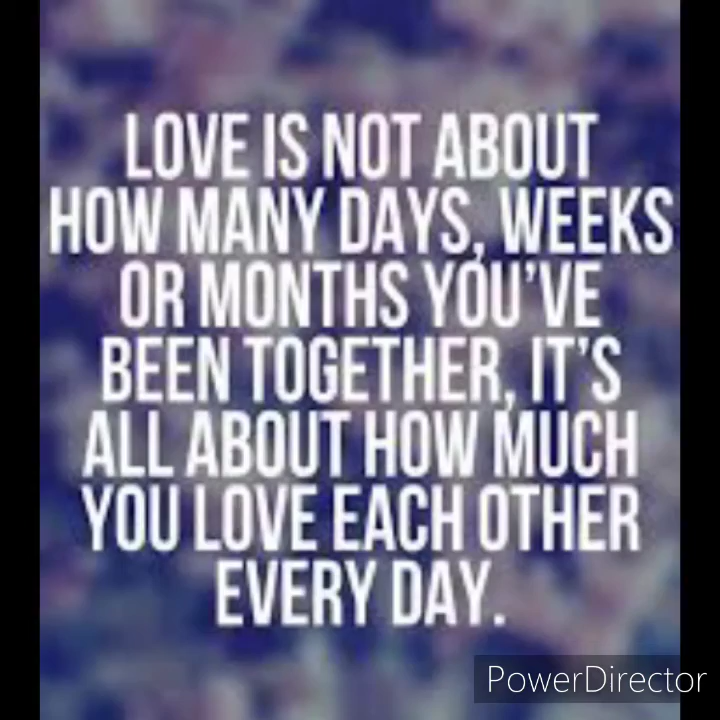 LOVE IS NOT ABOUT
HOW MANY DAYS, WEEKS
OR MONTHS YOU'VE
BEEN TOGETHER, IT'S
ALL ABOUT HOW MUCH
YOU LOVE EACH OTHER
EVERY DAY.
PowerDirector